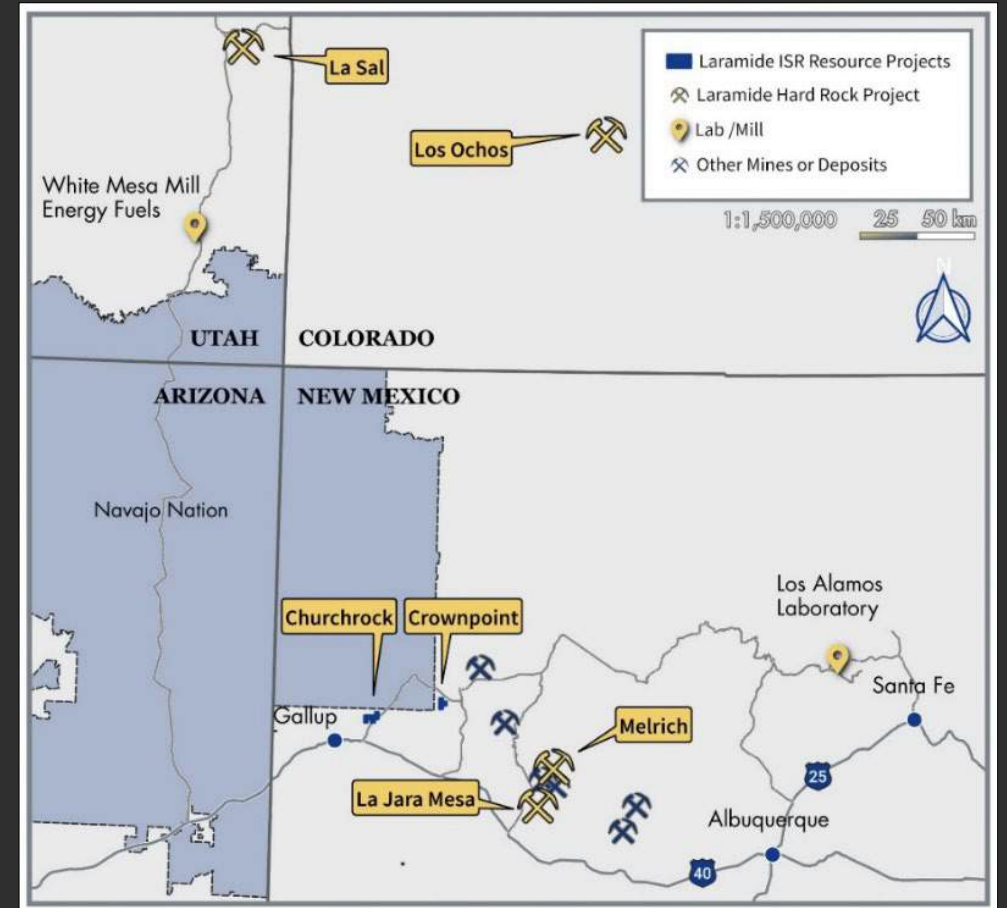 La Sal
Los Ochos
Laramide ISR Resource Projects
Laramide Hard Rock Project
Lab /Mill
Other Mines or Deposits
1:1,500,000 25 50 km
N
White Mesa Mill
Energy Fuels
UTAH COLORADO
ARIZONA NEW MEXICO
Navajo Nation
Churchrock Crownpoint
Los Alamos
Laboratory
Santa Fe
Gallup
Melrich
La Jara Mesa
25
Albuquerque
40